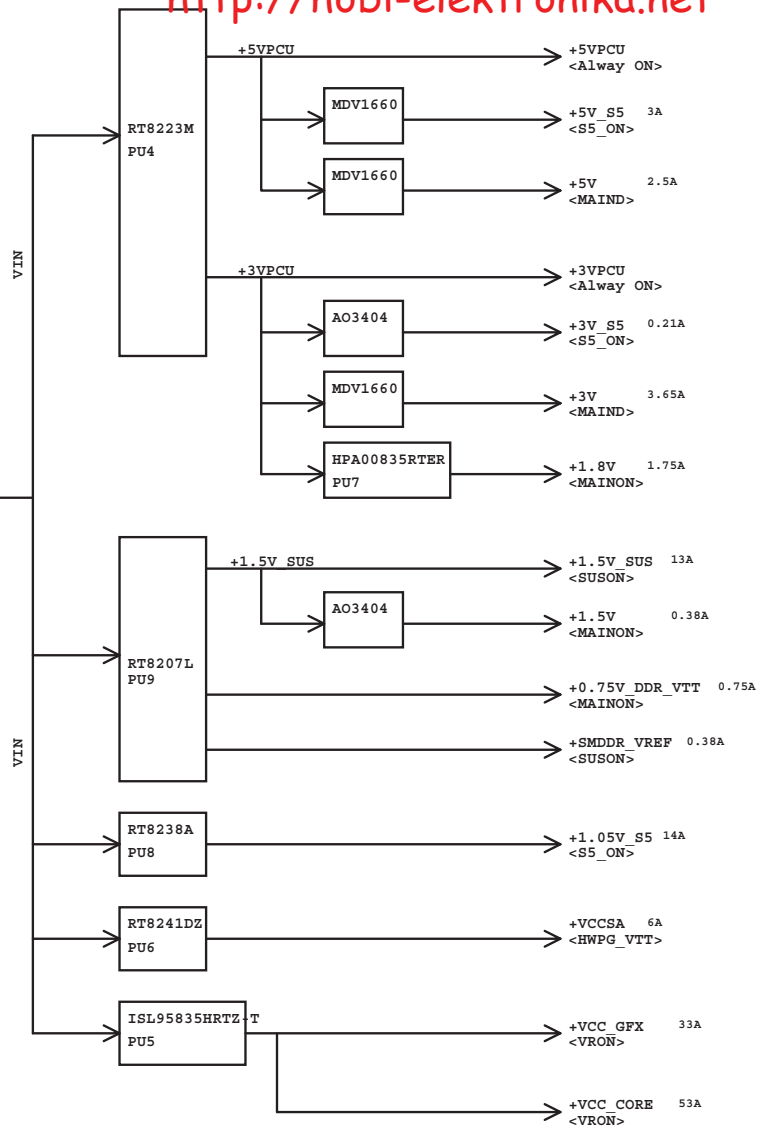 http://hobi-elektronika.net
+5VPCU
+5VPCU
<Alway ON>
MDV1660
+5V_S5 3A
<S5_ON>
RT8223M
PU4
MDV1660
+5V 2.5A
<MAIND>
VIN
+3VPCU
+3VPCU
<Alway ON>
AO3404
+3V_S5 0.21A
<S5_ON>
MDV1660
+3V 3.65A
<MAIND>
HPA00835RTER
PU7
+1.8V 1.75A
<MAINON>
+1.5V_SUS
+1.5V_SUS 13A
<SUSON>
AO3404
+1.5V 0.38A
<MAINON>
RT8207L
PU9
+0.75V_DDR_VTT 0.75A
<MAINON>
VIN
+SMDDR_VREF 0.38A
<SUSON>
RT8238A
PU8
+1.05V_S5 14A
<S5_ON>
RT8241DZ
PU6
+VCCSA 6A
<HWPG_VTT>
ISL95835HRTZ-T
PU5
+VCC_GFX 33A
<VRON>
+VCC_CORE 53A
<VRON>